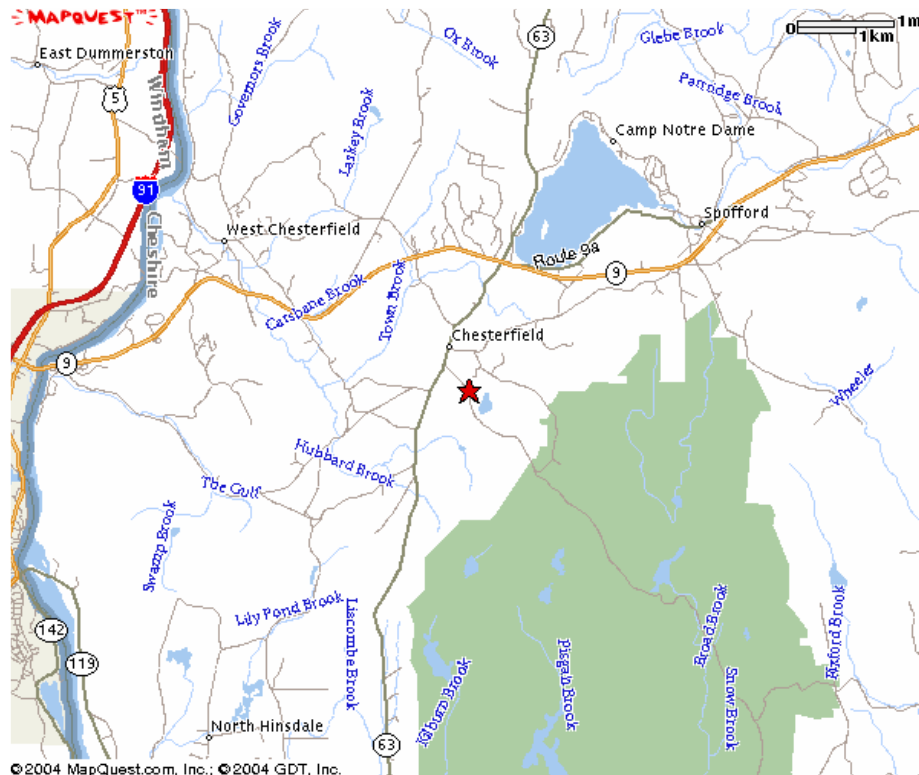 MAPQUEST™
1m
0
1km
63
Ox Brook
Glebe Brook
East Dummerston
Governors Brook
Partridge Brook
5
Windham
Laskey Brook
Camp Notre Dame
91
Cheshire
West Chesterfield
Spofford
Route 9a
9
Catsbane Brook
Town Brook
Chesterfield
9
Wheeler
Hubbard Brook
The Gulf
Swamp Brook
Lily Pond Brook
Liscombe Brook
Broad Brook
142
119
Kilburn Brook
Pisgah Brook
Snow Brook
North Hinsdale
63
©2004 MapQuest.com, Inc.; ©2004 GDT, Inc.